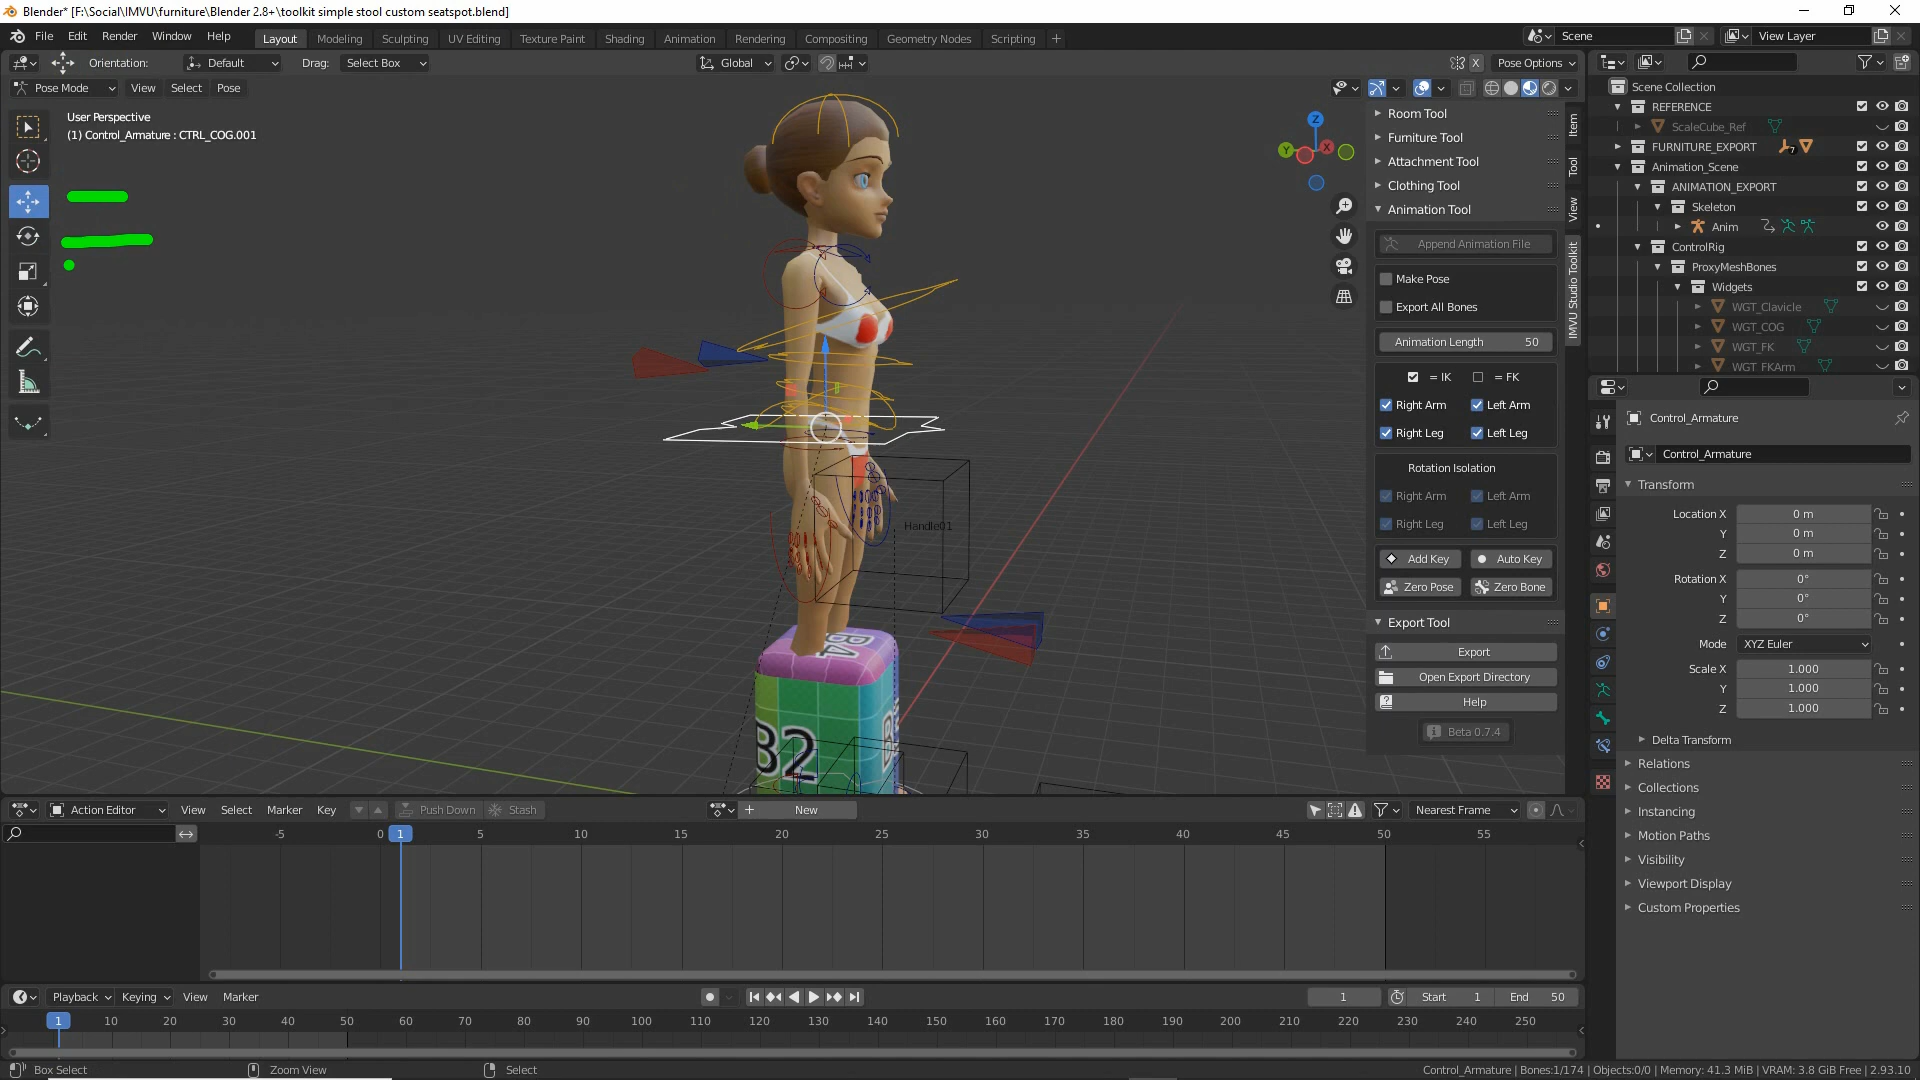 Blender* [F:\Social\IMVU\furniture\Blender 2.8+\toolkit simple stool custom seatspot.blend]
File Edit Render Window Help Layout Modeling Sculpting UV Editing Texture Paint Shading Animation Rendering Compositing Geometry Nodes Scripting + Scene View Layer
Orientation: Default Drag: Select Box Global X Pose Options
Pose Mode View Select Pose
User Perspective
(1) Control_Armature : CTRL_COG.001
Z
Y
X
Room Tool
Furniture Tool
Attachment Tool
Clothing Tool
Animation Tool
Append Animation File
Make Pose
Export All Bones
Animation Length 50
= IK = FK
Right Arm Left Arm
Right Leg Left Leg
Rotation Isolation
Right Arm Left Arm
Right Leg Left Leg
Add Key Auto Key
Zero Pose Zero Bone
Export Tool
Export
Open Export Directory
Help
Beta 0.7.4
Item
Tool
View
IMVU Studio Toolkit
Handle01
B4
B2
Scene Collection
REFERENCE
ScaleCube_Ref
FURNITURE_EXPORT 7
Animation_Scene
ANIMATION_EXPORT
Skeleton
Anim
ControlRig
ProxyMeshBones
Widgets
WGT_Clavicle
WGT_COG
WGT_FK
WGT_FKArm
Control_Armature
Control_Armature
Transform
Location X 0 m
Y 0 m
Z 0 m
Rotation X 0°
Y 0°
Z 0°
Mode XYZ Euler
Scale X 1.000
Y 1.000
Z 1.000
Delta Transform
Relations
Collections
Instancing
Motion Paths
Visibility
Viewport Display
Custom Properties
Action Editor View Select Marker Key Push Down Stash + New Nearest Frame
-5 0 1 5 10 15 20 25 30 35 40 45 50 55
Playback Keying View Marker 1 Start 1 End 50
1 10 20 30 40 50 60 70 80 90 100 110 120 130 140 150 160 170 180 190 200 210 220 230 240 250
Box Select Zoom View Select Control_Armature | Bones:1/174 | Objects:0/0 | Memory: 41.3 MiB | VRAM: 3.8 GiB Free | 2.93.10